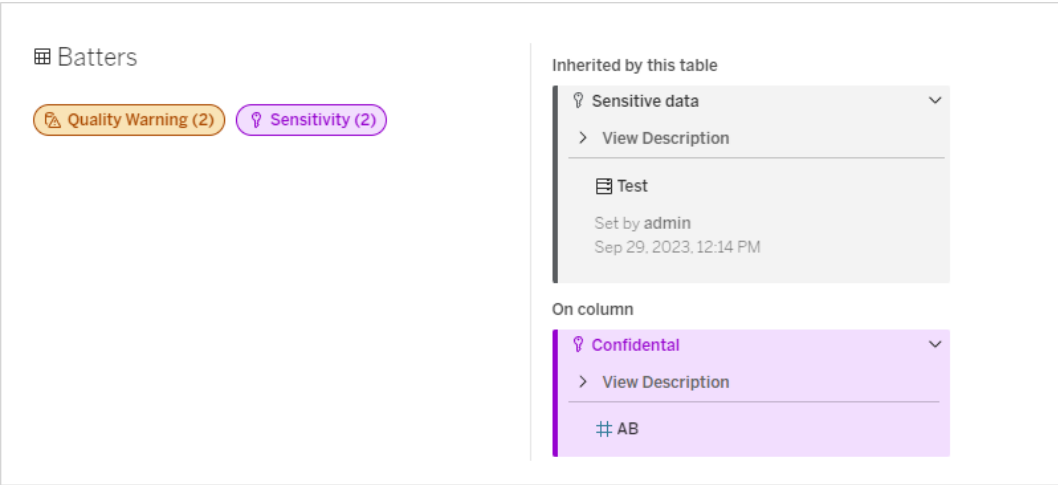 Batters
Quality Warning (2)
Sensitivity (2)
Inherited by this table
Sensitive data
View Description
Test
Set by admin
Sep 29, 2023, 12:14 PM
On column
Confidental
View Description
AB